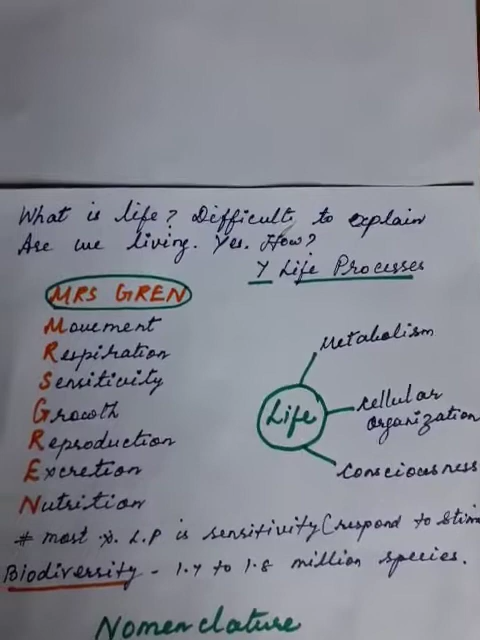 What is life? Difficult to explain
Are we living. Yes. How?
7 Life Processes
MRS GREN
Movement
Respiration
Sensitivity
Growth
Reproduction
Excretion
Nutrition
Metabolism
Life
cellular
organization
consciousness
# most L.P is sensitivity (respond to
Biodiversity - 1.7 to 1.8 million species.
Nomenclature